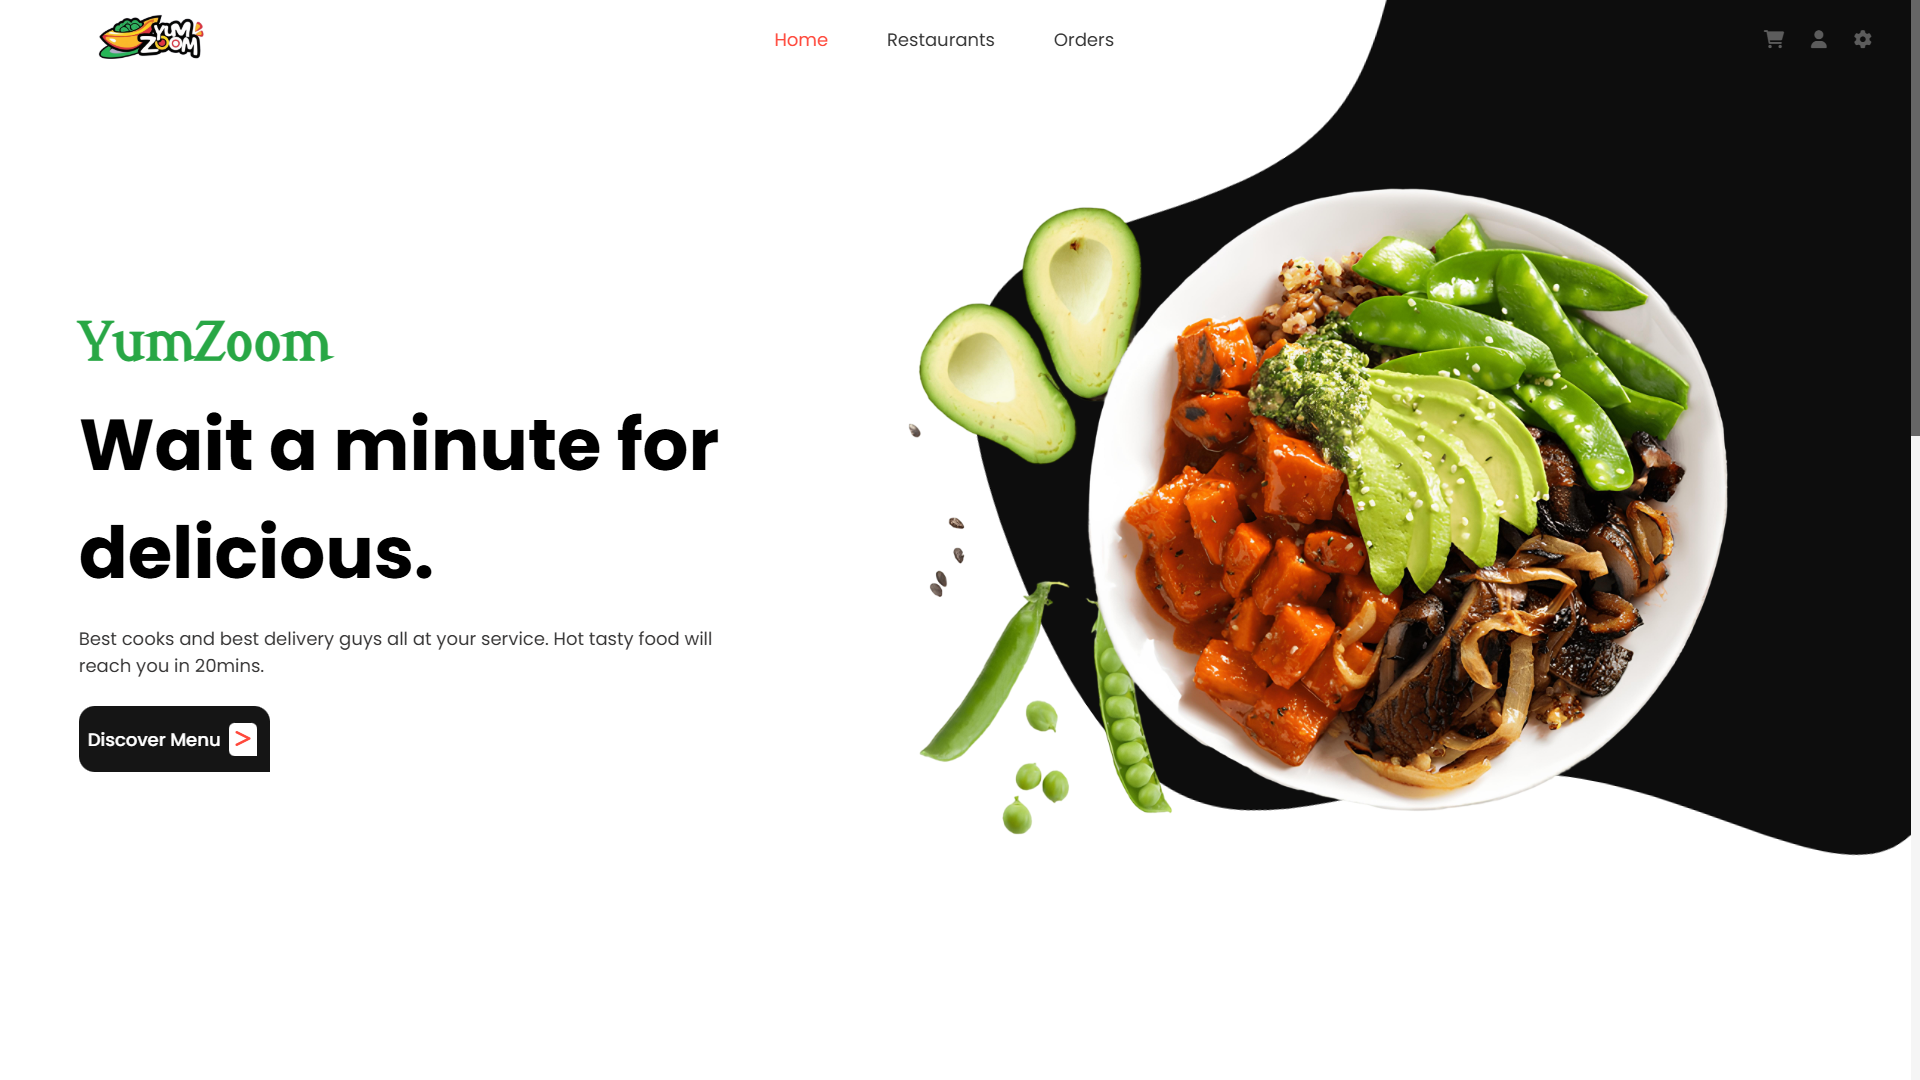 YUM
ZOOM
Home
Restaurants
Orders
YumZoom
Wait a minute for
delicious.
Best cooks and best delivery guys all at your service. Hot tasty food will
reach you in 20mins.
Discover Menu >